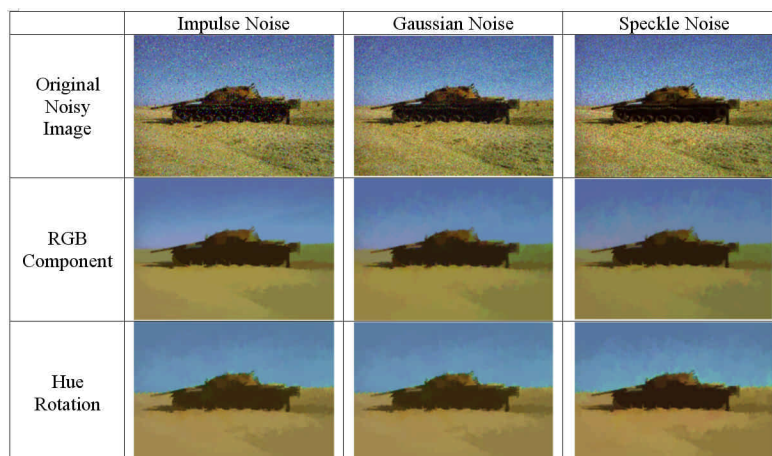 Impulse Noise
Gaussian Noise
Speckle Noise
Original
Noisy
Image
RGB
Component
Hue
Rotation